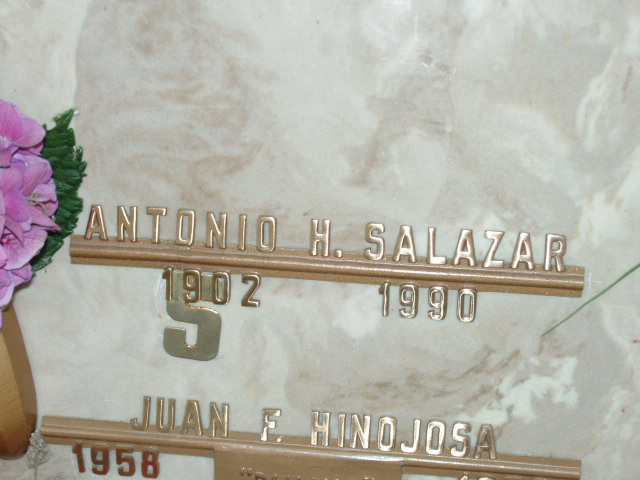 ANTONIO H. SALAZAR
1902 1990
S
JUAN F. HINOJOSA
1958